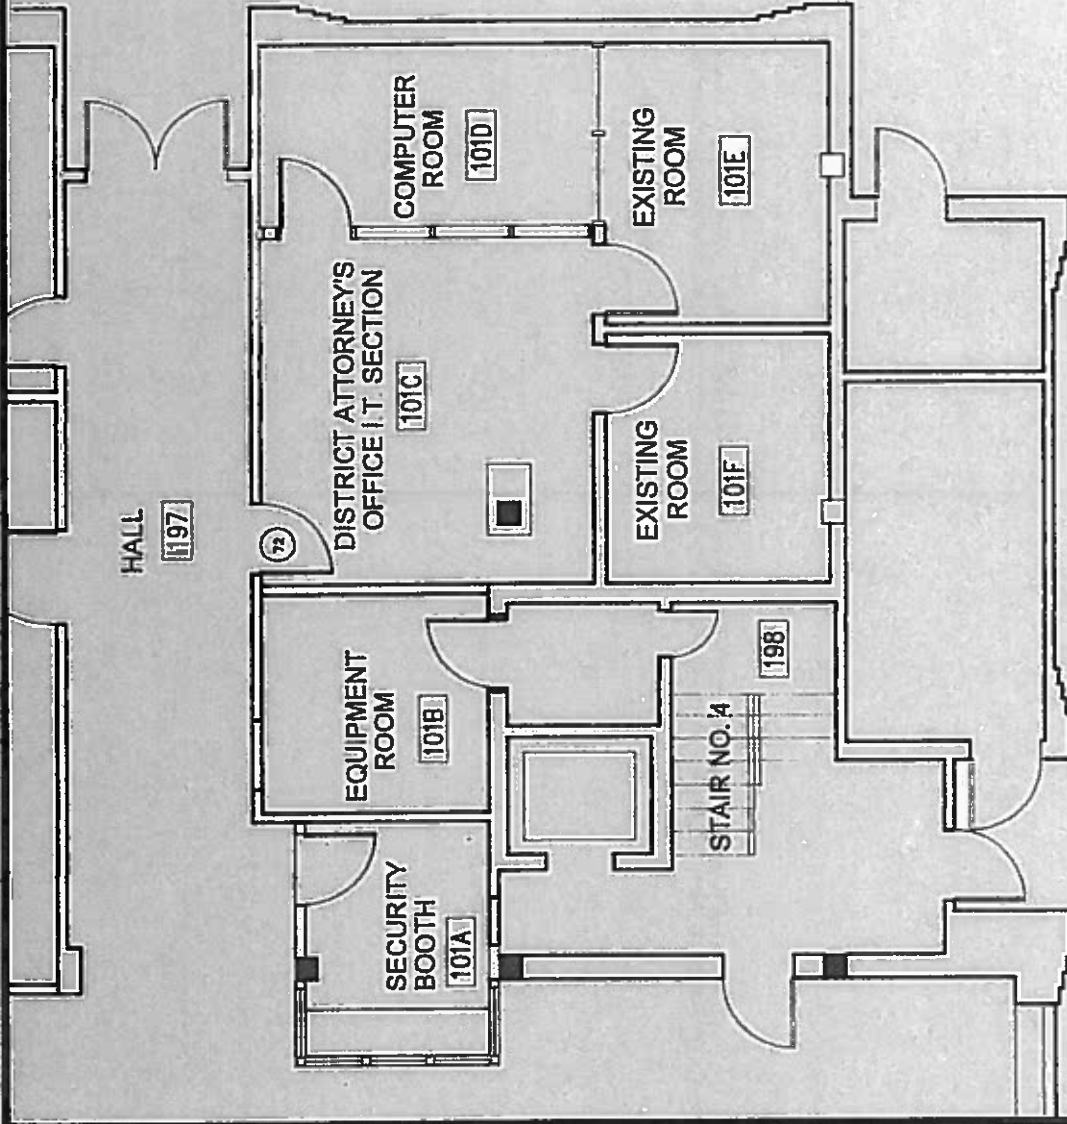 HALL
197
72
DISTRICT ATTORNEY'S
OFFICE I.T. SECTION
101C
COMPUTER
ROOM
101D
EXISTING
ROOM
101E
EXISTING
ROOM
101F
EQUIPMENT
ROOM
101B
SECURITY
BOOTH
101A
STAIR NO. 4
198